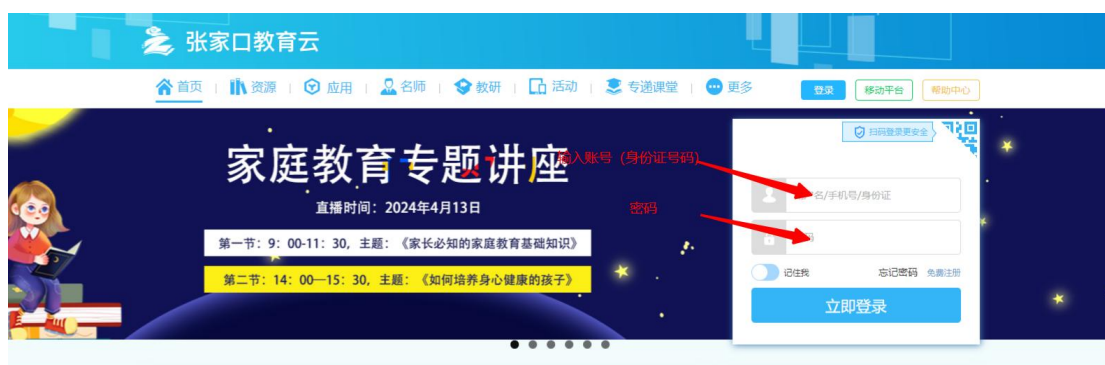 张家口教育云
首页 资源 应用 名师 教研 活动 专递课堂 更多 登录 移动平台 帮助中心
扫码登录更安全
家庭教育专题讲座
输入账号（身份证号码）
直播时间：2024年4月13日
密码
名/手机号/身份证
第一节：9：00-11：30，主题：《家长必知的家庭教育基础知识》
第二节：14：00—15：30，主题：《如何培养身心健康的孩子》
记住我 忘记密码 免费注册
立即登录